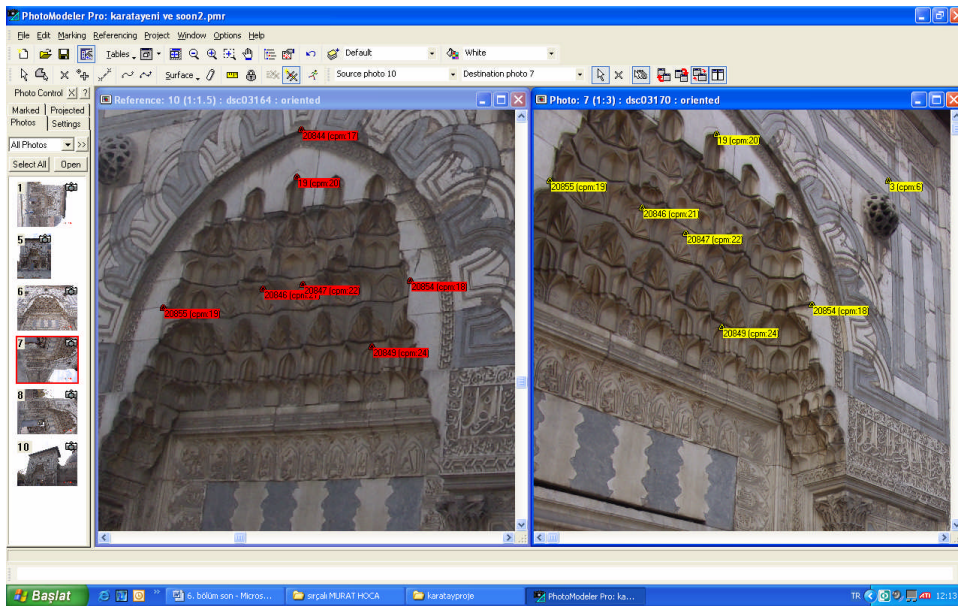 PhotoModeler Pro: karatayeni ve soon2.pmr
File Edit Marking Referencing Project Window Options Help
Tables Default White
Surface Source photo 10 Destination photo 7
Photo Control X ?
Marked Projected
Photos Settings
All Photos >>
Select All Open
1
5
6
7
8
10
Reference: 10 (1:1.5) : dsc03164 : oriented
20844 (cpm:17)
19 (cpm:20)
20854 (cpm:18)
20846 (cpm:21)
20847 (cpm:22)
20855 (cpm:19)
20849 (cpm:24)
Photo: 7 (1:3) : dsc03170 : oriented
19 (cpm:20)
20855 (cpm:19)
3 (cpm:6)
20846 (cpm:21)
20847 (cpm:22)
20854 (cpm:18)
20849 (cpm:24)
Başlat 6. bölüm son - Micros... sırçalı MURAT HOCA karatayproje PhotoModeler Pro: ka... TR 12:13